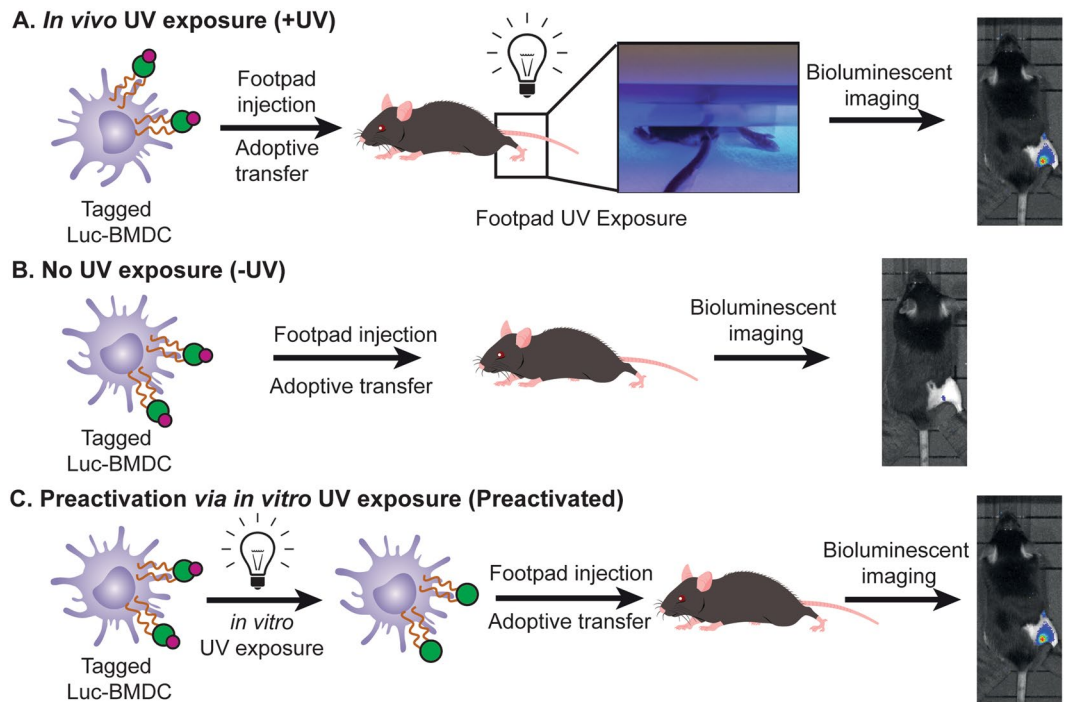 A. In vivo UV exposure (+UV)
Footpad
injection
Adoptive
transfer
Bioluminescent
imaging
Tagged
Luc-BMDC
Footpad UV Exposure
B. No UV exposure (-UV)
Footpad injection
Adoptive transfer
Bioluminescent
imaging
Tagged
Luc-BMDC
C. Preactivation via in vitro UV exposure (Preactivated)
in vitro
UV exposure
Footpad injection
Adoptive transfer
Bioluminescent
imaging
Tagged
Luc-BMDC